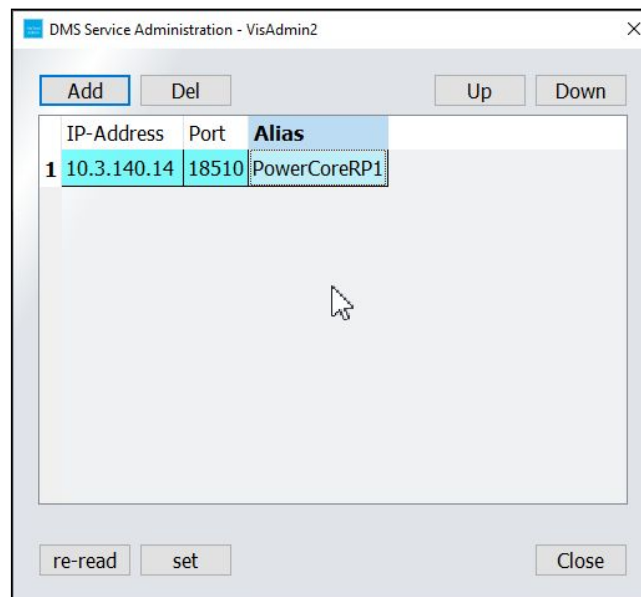 DMS Service Administration - VisAdmin2
Add Del Up Down
IP-Address Port Alias
1 10.3.140.14 18510 PowerCoreRP1
re-read set Close